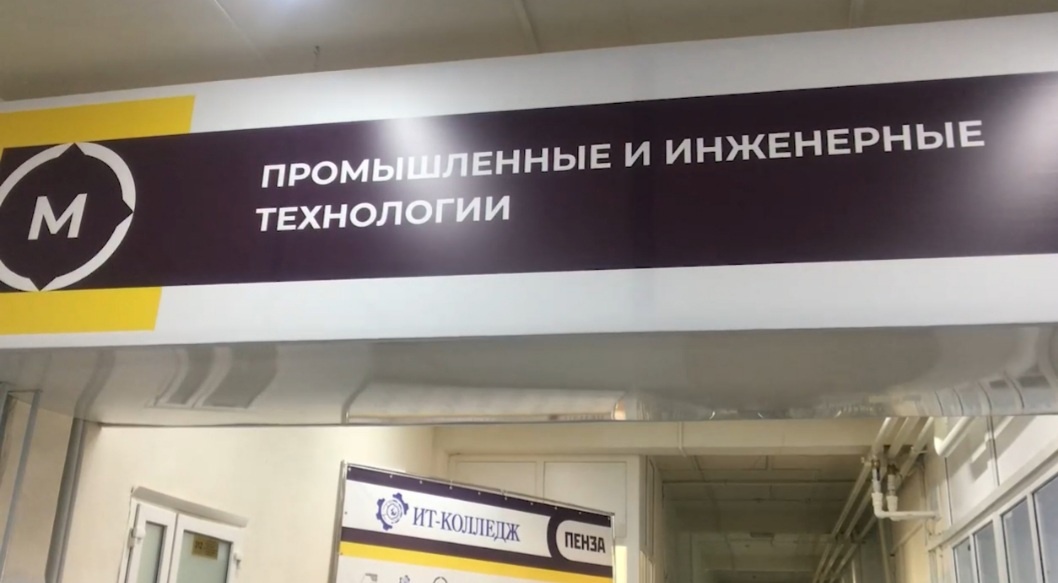 М
ПРОМЫШЛЕННЫЕ И ИНЖЕНЕРНЫЕ
ТЕХНОЛОГИИ
ИТ-КОЛЛЕДЖ
ПЕНЗА